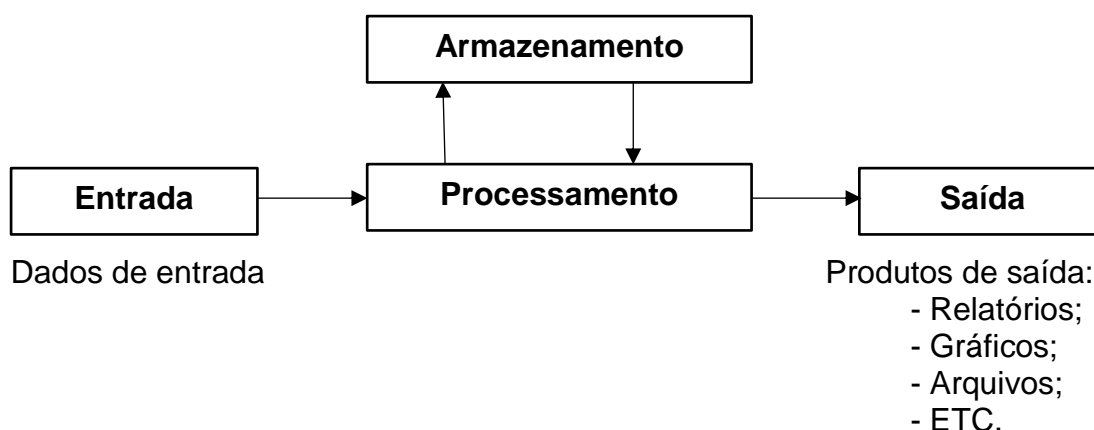 Armazenamento
Entrada
Processamento
Saída
Dados de entrada
Produtos de saída:
- Relatórios;
- Gráficos;
- Arquivos;
- ETC.